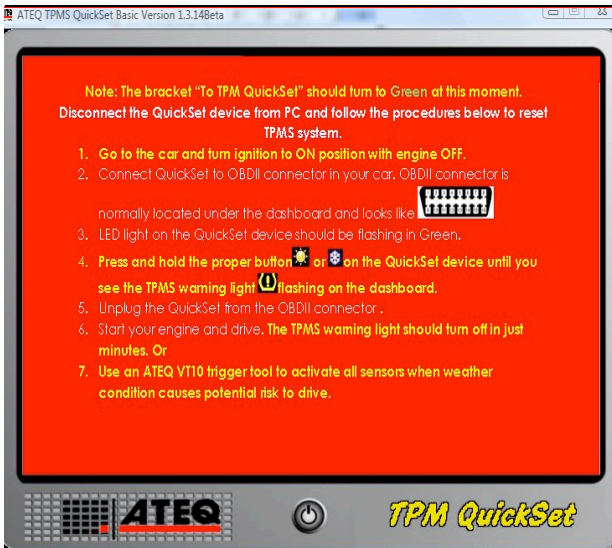 ATEQ TPMS QuickSet Basic Version 1.3.14Beta
Note: The bracket “To TPM QuickSet” should turn to Green at this moment.
Disconnect the QuickSet device from PC and follow the procedures below to reset
TPMS system.
1. Go to the car and turn ignition to ON position with engine OFF.
2. Connect QuickSet to OBDII connector in your car. OBDII connector is
normally located under the dashboard and looks like
3. LED light on the QuickSet device should be flashing in Green.
4. Press and hold the proper button or on the QuickSet device until you
see the TPMS warning light flashing on the dashboard.
5. Unplug the QuickSet from the OBDII connector .
6. Start your engine and drive. The TPMS warning light should turn off in just
minutes. Or
7. Use an ATEQ VT10 trigger tool to activate all sensors when weather
condition causes potential risk to drive.
ATEQ
TPM QuickSet